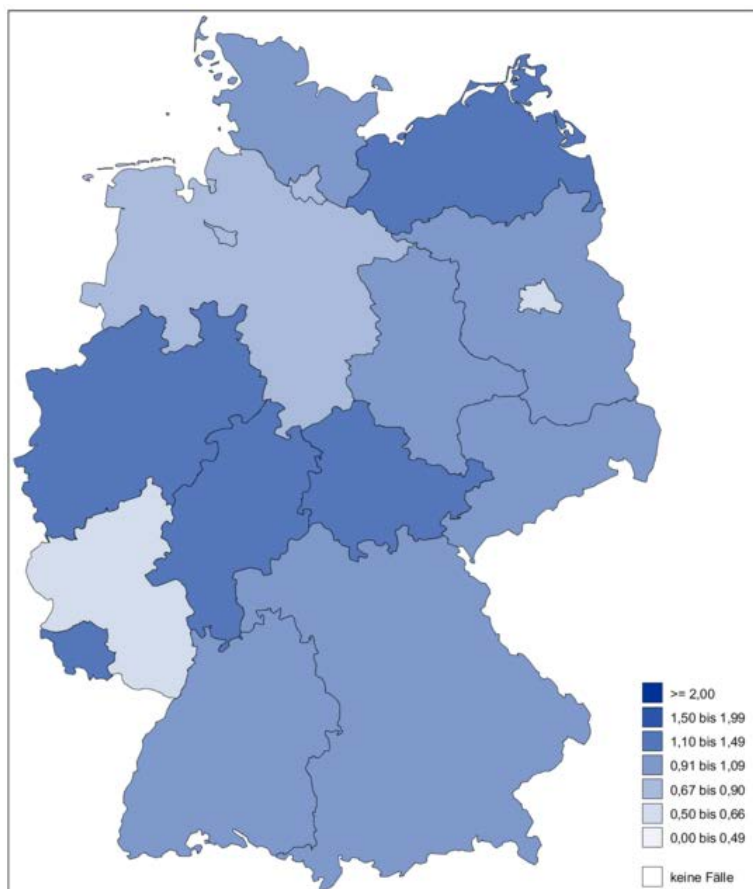 >= 2,00
1,50 bis 1,99
1,10 bis 1,49
0,91 bis 1,09
0,67 bis 0,90
0,50 bis 0,66
0,00 bis 0,49
keine Fälle